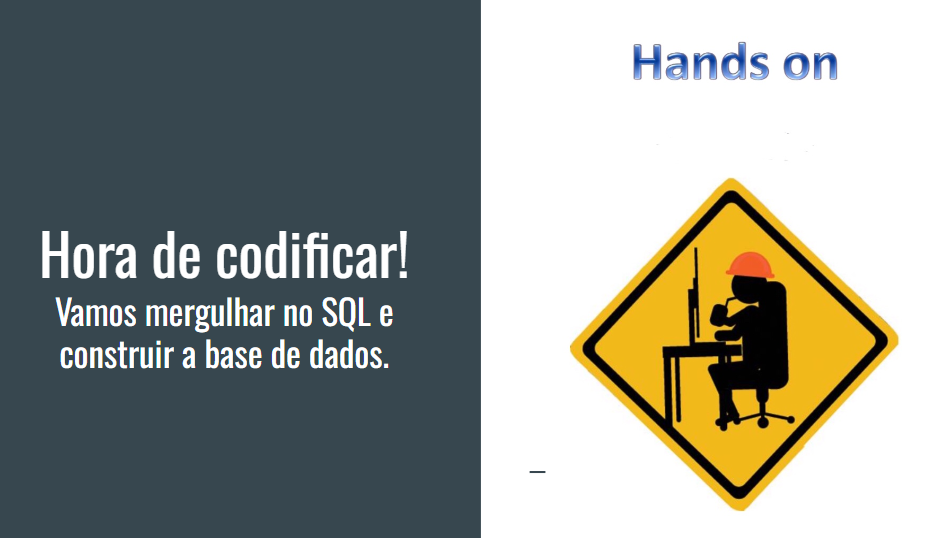 Hora de codificar!
Vamos mergulhar no SQL e
construir a base de dados.
Hands on